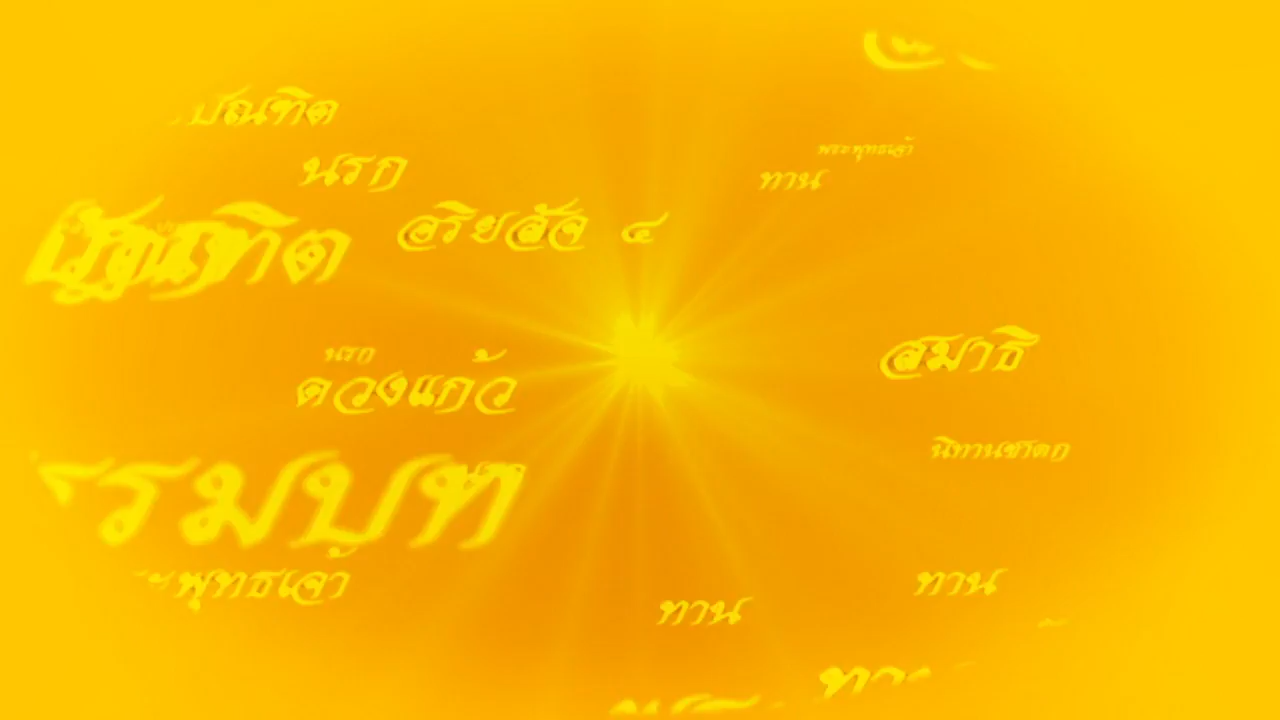 บัณฑิต
พระพุทธเจ้า
นรก
ทาน
อริยสัจ ๔
บัณฑิต
นรก
สมาธิ
ดวงแก้ว
นิทานชาดก
รรมบท
พุทธเจ้า
ทาน
ทาน